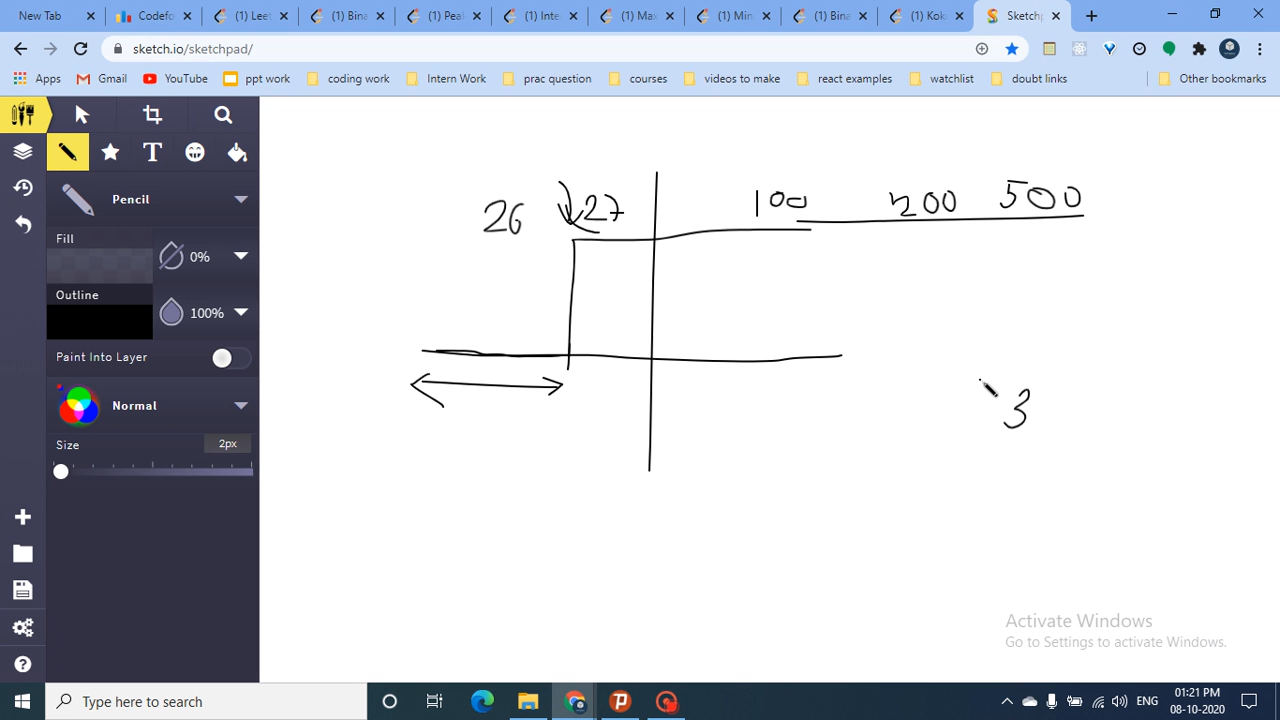 New Tab
Codefo
(1) Leet
(1) Bina
(1) Peak
(1) Inte
(1) Max
(1) Min
(1) Bina
(1) Kok
Sketchp
sketch.io/sketchpad/
Apps
Gmail
YouTube
ppt work
coding work
Intern Work
prac question
courses
videos to make
react examples
watchlist
doubt links
Other bookmarks
Pencil
Fill
0%
Outline
100%
Paint Into Layer
Normal
Size
2px
26 27 100 200 500
3
Activate Windows
Go to Settings to activate Windows.
Type here to search
ENG
01:21 PM
08-10-2020